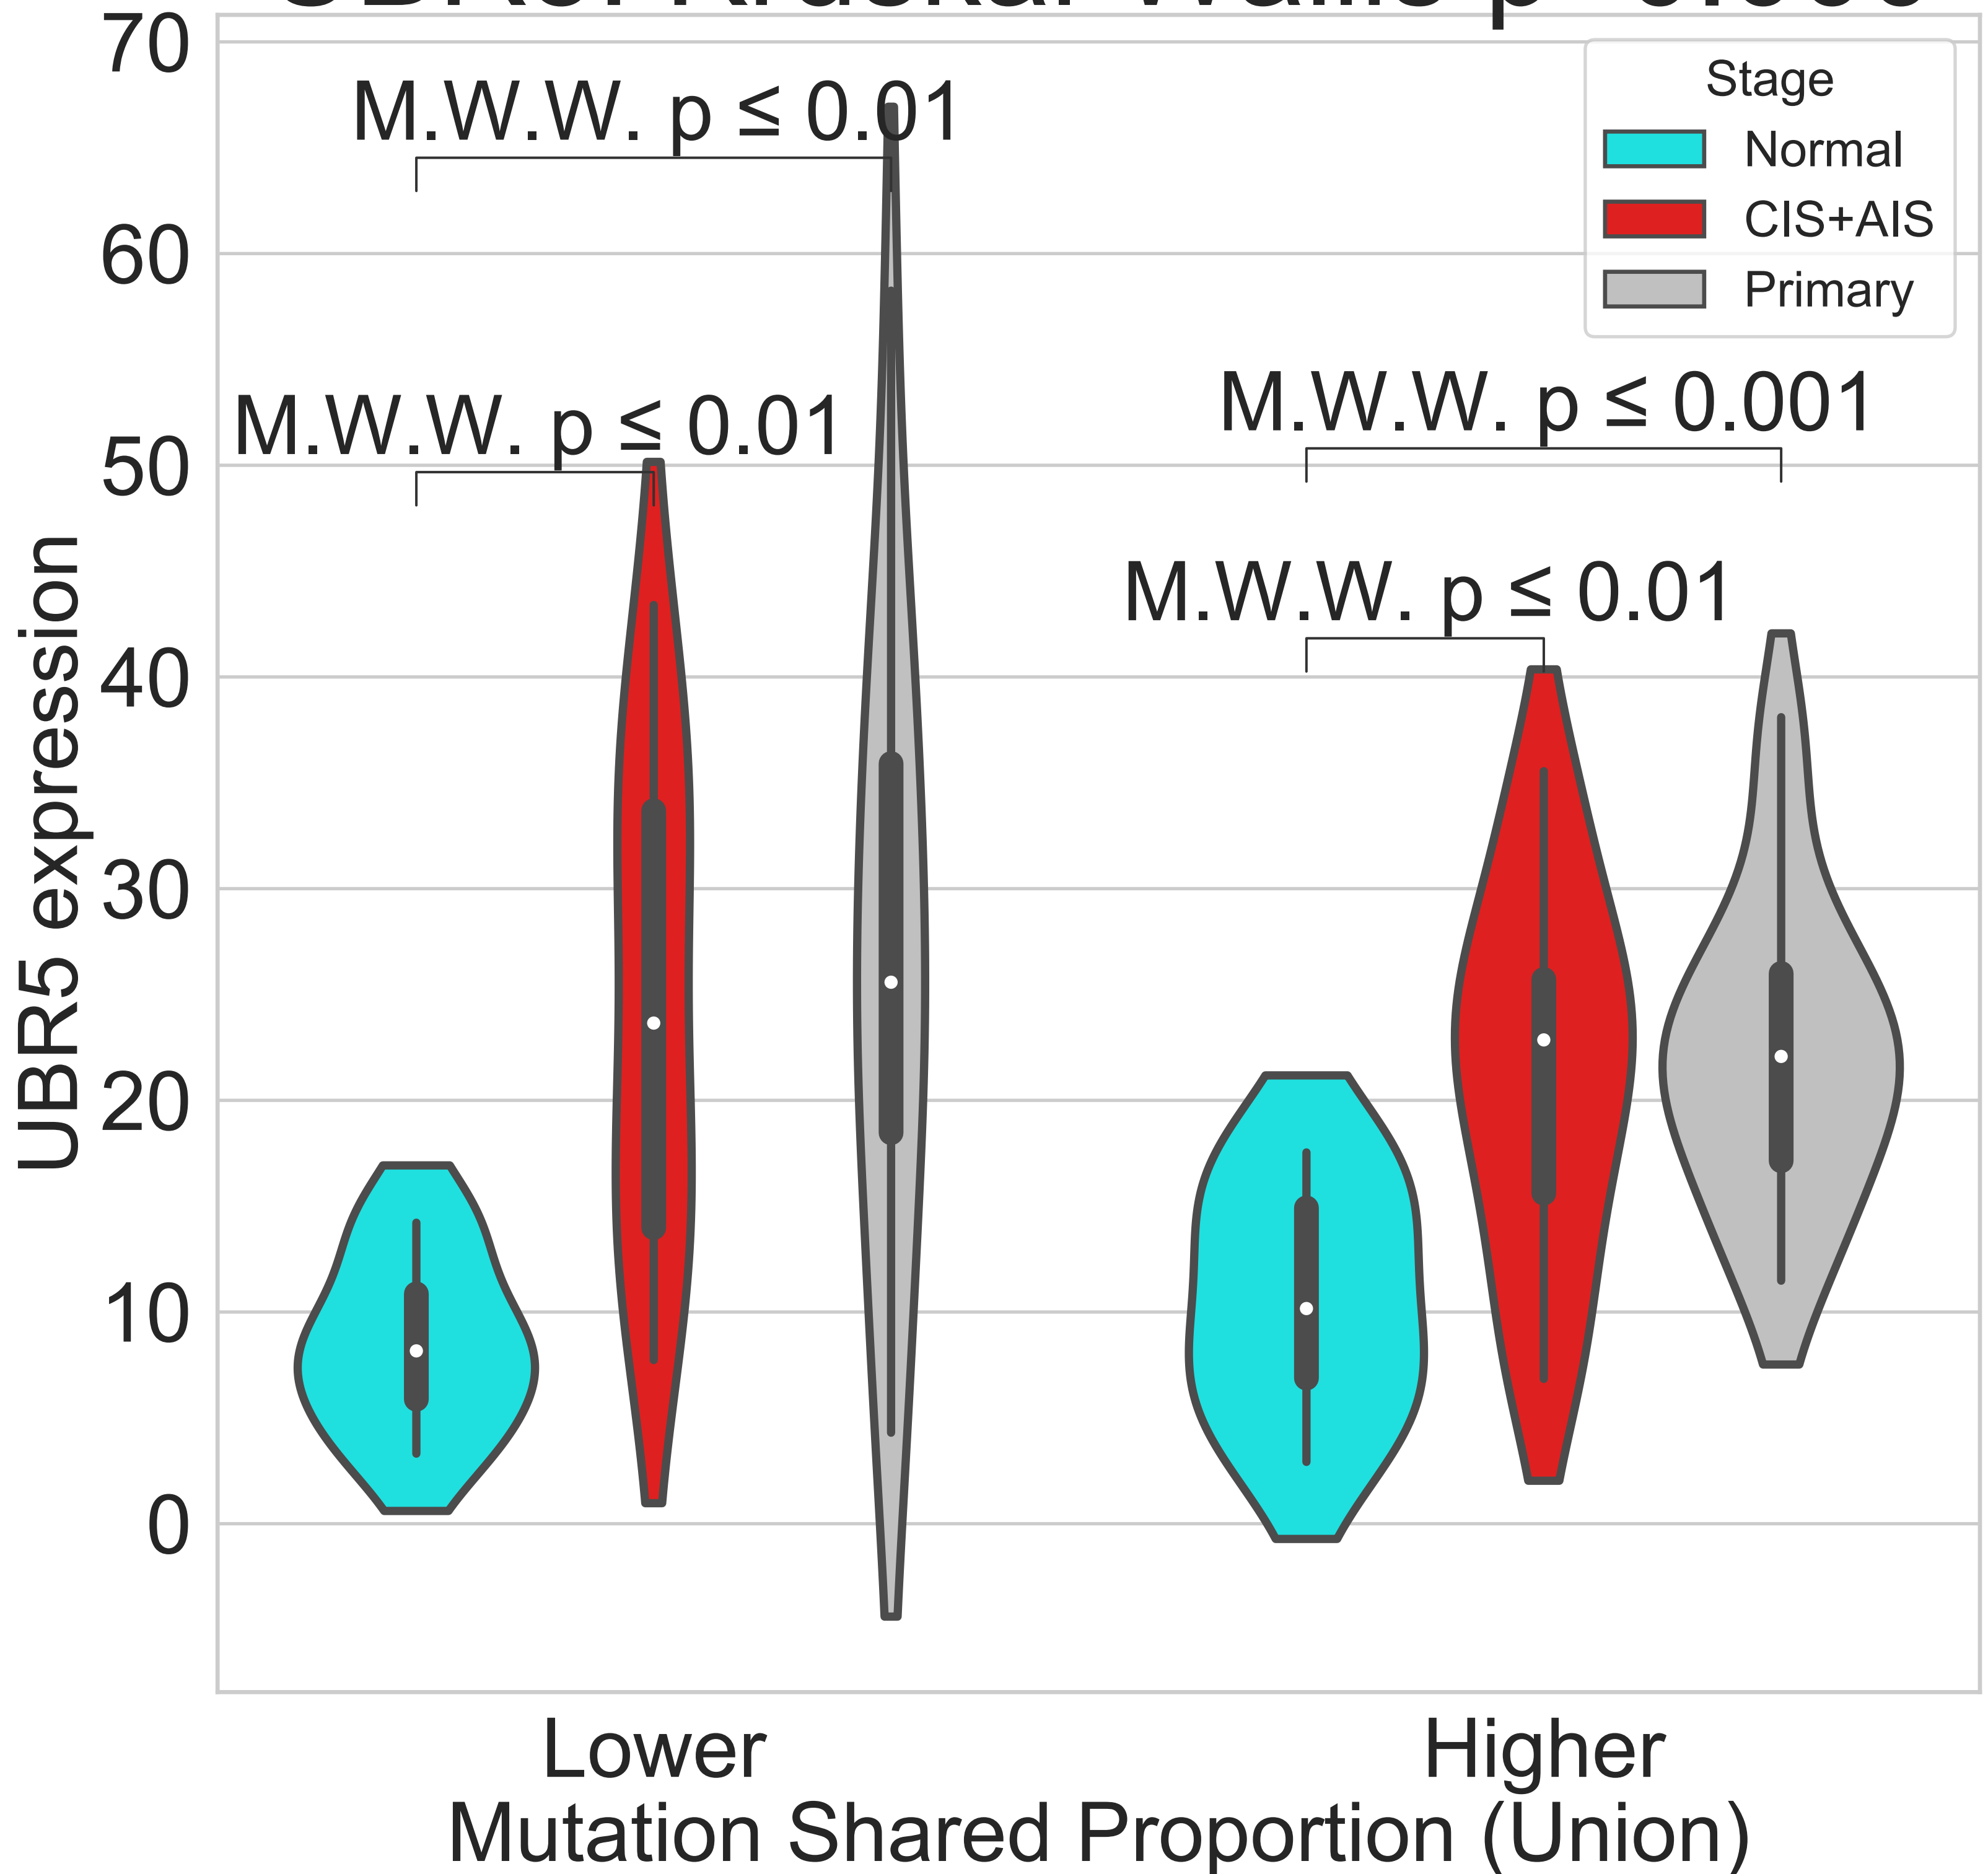 70
60
50
40
30
20
10
0
UBR5 expression
M.W.W. p ≤ 0.01
M.W.W. p ≤ 0.01
M.W.W. p ≤ 0.001
M.W.W. p ≤ 0.01
Stage
Normal
CIS+AIS
Primary
Lower
Higher
Mutation Shared Proportion (Union)